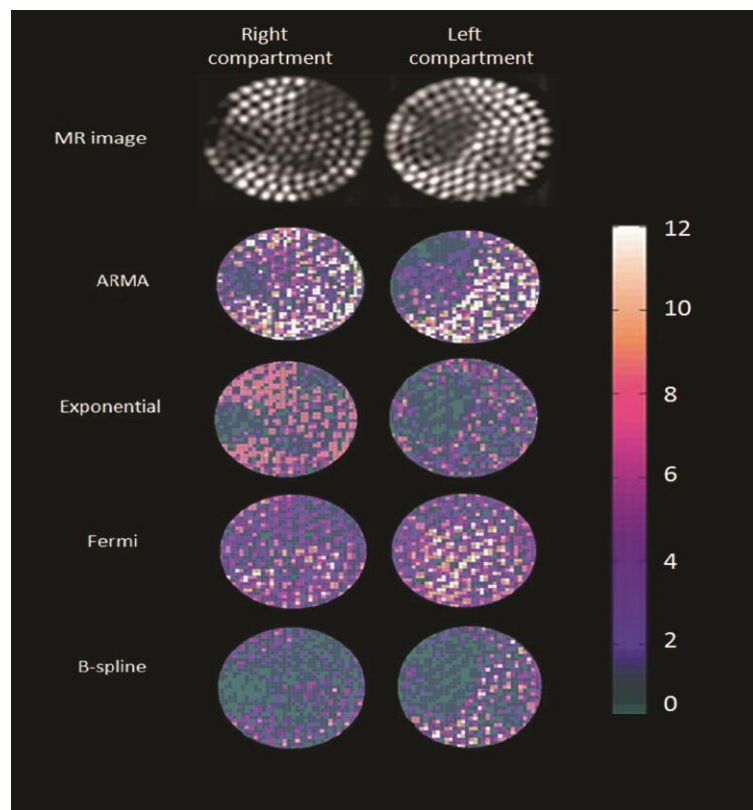 Right
compartment
Left
compartment
MR image
ARMA
Exponential
Fermi
B-spline
12
10
8
6
4
2
0